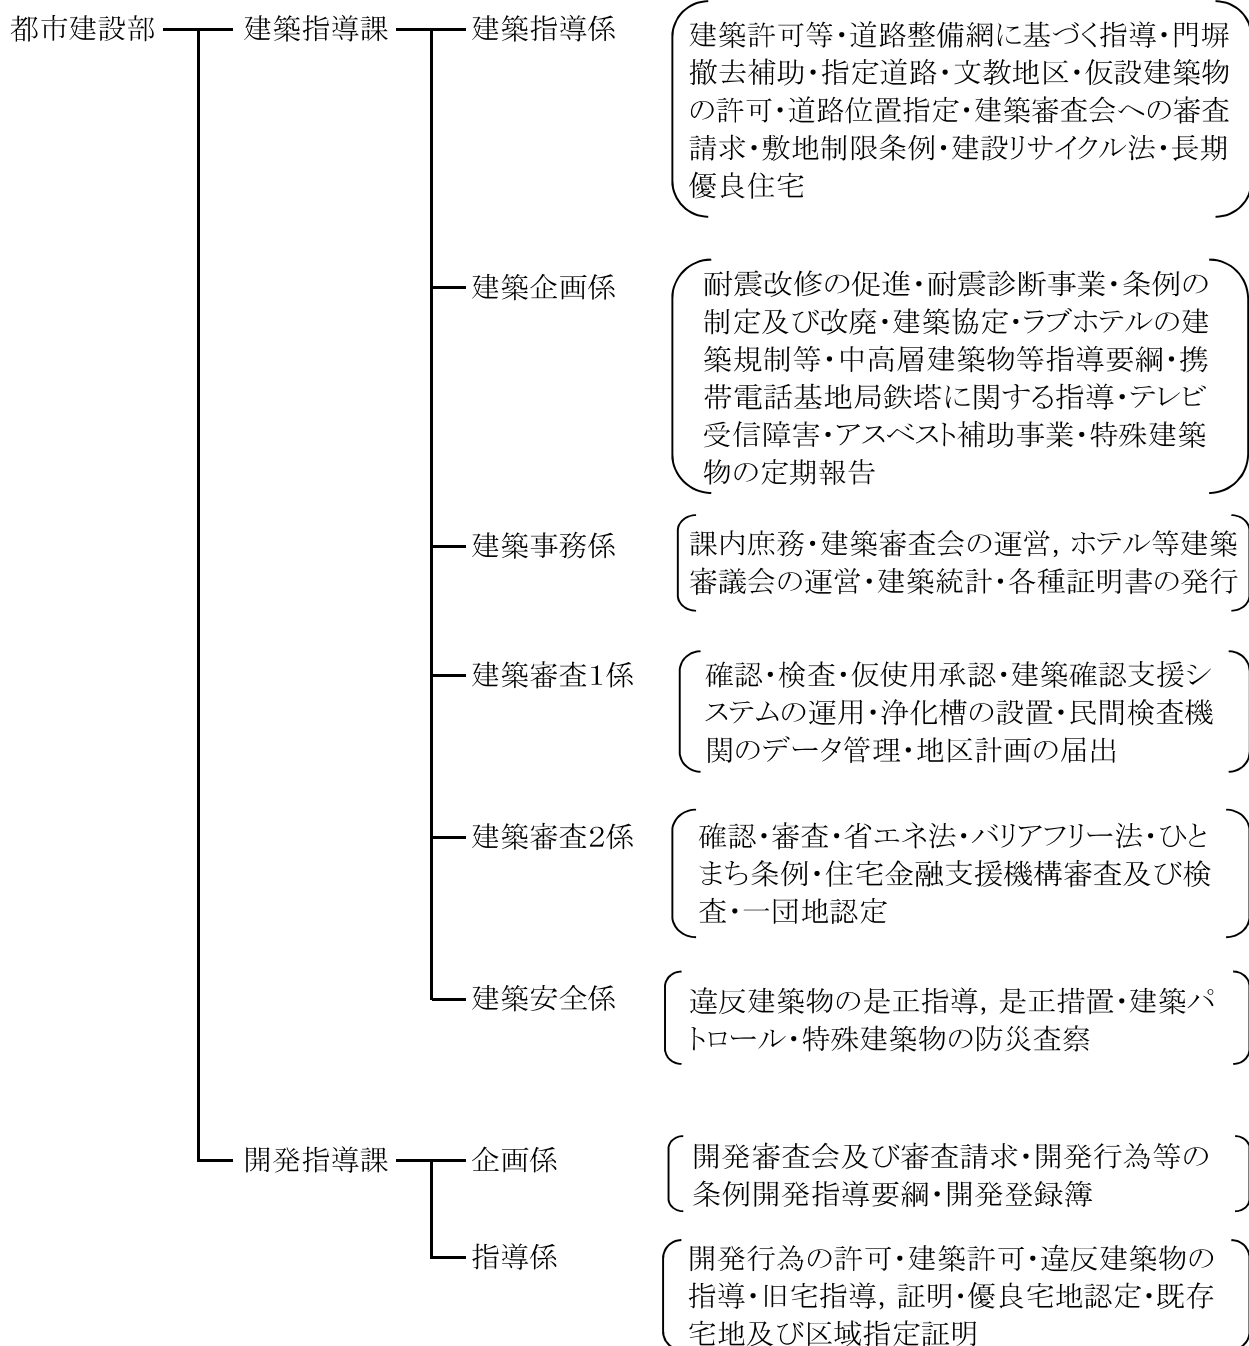 都市建設部 建築指導課 建築指導係
建築許可等・道路整備網に基づく指導・門塀
撤去補助・指定道路・文教地区・仮設建築物
の許可・道路位置指定・建築審査会への審査
請求・敷地制限条例・建設リサイクル法・長期
優良住宅
建築企画係
耐震改修の促進・耐震診断事業・条例の
制定及び改廃・建築協定・ラブホテルの建
築規制等・中高層建築物等指導要綱・携
帯電話基地局鉄塔に関する指導・テレビ
受信障害・アスベスト補助事業・特殊建築
物の定期報告
建築事務係
課内庶務・建築審査会の運営, ホテル等建築
審議会の運営・建築統計・各種証明書の発行
建築審査1係
確認・検査・仮使用承認・建築確認支援シ
ステムの運用・浄化槽の設置・民間検査機
関のデータ管理・地区計画の届出
建築審査2係
確認・審査・省エネ法・バリアフリー法・ひと
まち条例・住宅金融支援機構審査及び検
査・一団地認定
建築安全係
違反建築物の是正指導, 是正措置・建築パ
トロール・特殊建築物の防災査察
開発指導課 企画係
開発審査会及び審査請求・開発行為等の
条例開発指導要綱・開発登録簿
指導係
開発行為の許可・建築許可・違反建築物の
指導・旧宅指導, 証明・優良宅地認定・既存
宅地及び区域指定証明